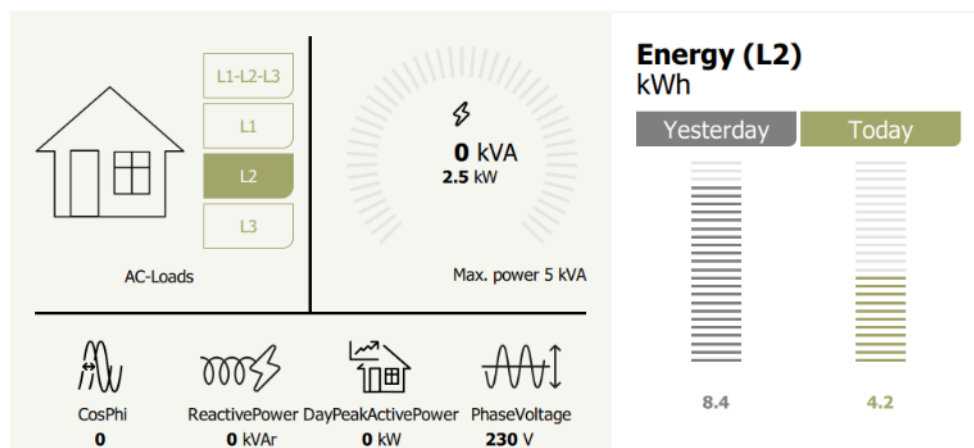 L1-L2-L3
L1
L2
L3
AC-Loads
0 kVA
2.5 kW
Max. power 5 kVA
CosPhi
0
ReactivePower
0 kVAr
DayPeakActivePower
0 kW
PhaseVoltage
230 V
Energy (L2)
kWh
Yesterday
Today
8.4
4.2